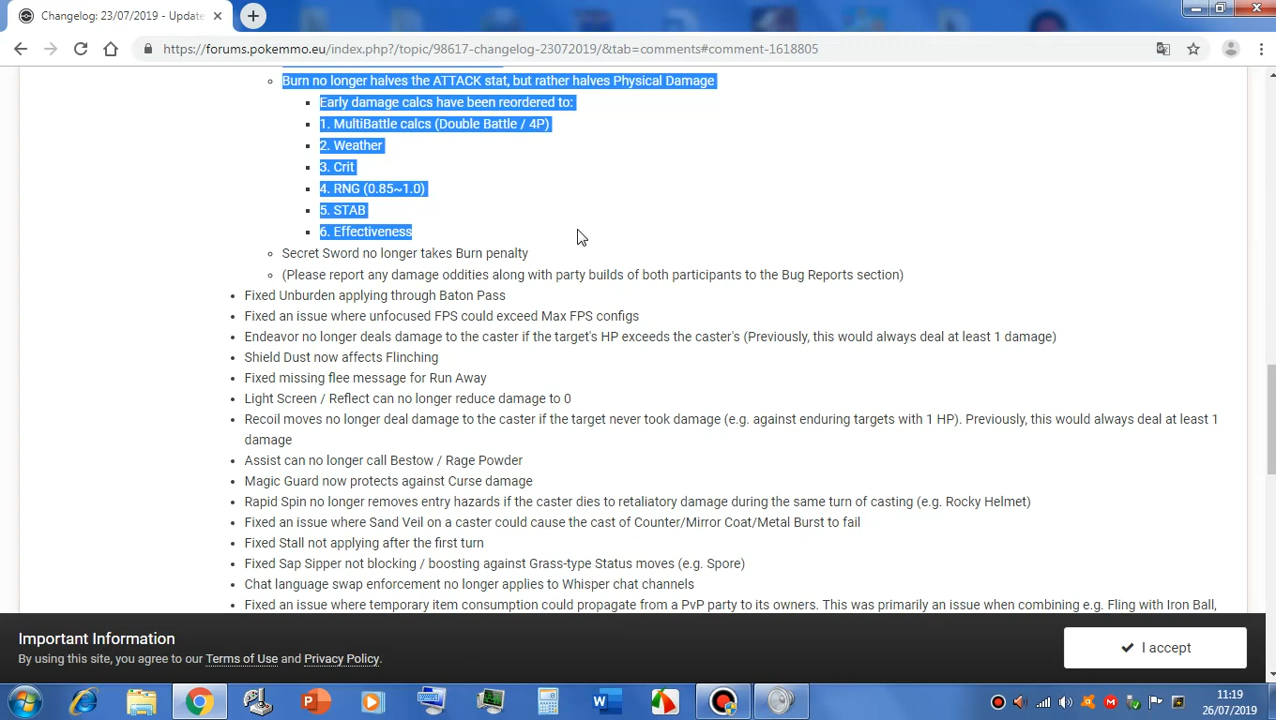 Changelog: 23/07/2019 - Update
https://forums.pokemmo.eu/index.php?/topic/98617-changelog-23072019/&tab=comments#comment-1618805
Burn no longer halves the ATTACK stat, but rather halves Physical Damage
Early damage calcs have been reordered to:
1. MultiBattle calcs (Double Battle / 4P)
2. Weather
3. Crit
4. RNG (0.85~1.0)
5. STAB
6. Effectiveness
Secret Sword no longer takes Burn penalty
(Please report any damage oddities along with party builds of both participants to the Bug Reports section)
Fixed Unburden applying through Baton Pass
Fixed an issue where unfocused FPS could exceed Max FPS configs
Endeavor no longer deals damage to the caster if the target's HP exceeds the caster's (Previously, this would always deal at least 1 damage)
Shield Dust now affects Flinching
Fixed missing flee message for Run Away
Light Screen / Reflect can no longer reduce damage to 0
Recoil moves no longer deal damage to the caster if the target never took damage (e.g. against enduring targets with 1 HP). Previously, this would always deal at least 1
damage
Assist can no longer call Bestow / Rage Powder
Magic Guard now protects against Curse damage
Rapid Spin no longer removes entry hazards if the caster dies to retaliatory damage during the same turn of casting (e.g. Rocky Helmet)
Fixed an issue where Sand Veil on a caster could cause the cast of Counter/Mirror Coat/Metal Burst to fail
Fixed Stall not applying after the first turn
Fixed Sap Sipper not blocking / boosting against Grass-type Status moves (e.g. Spore)
Chat language swap enforcement no longer applies to Whisper chat channels
Fixed an issue where temporary item consumption could propagate from a PvP party to its owners. This was primarily an issue when combining e.g. Fling with Iron Ball,
Important Information
By using this site, you agree to our Terms of Use and Privacy Policy.
I accept
11:19
26/07/2019